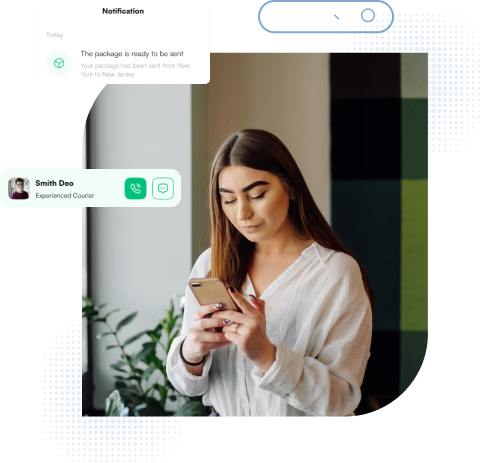 Notification
Today
The package is ready to be sent
Your package has been sent from New
York to New Jersey
Smith Deo
Experienced Courier